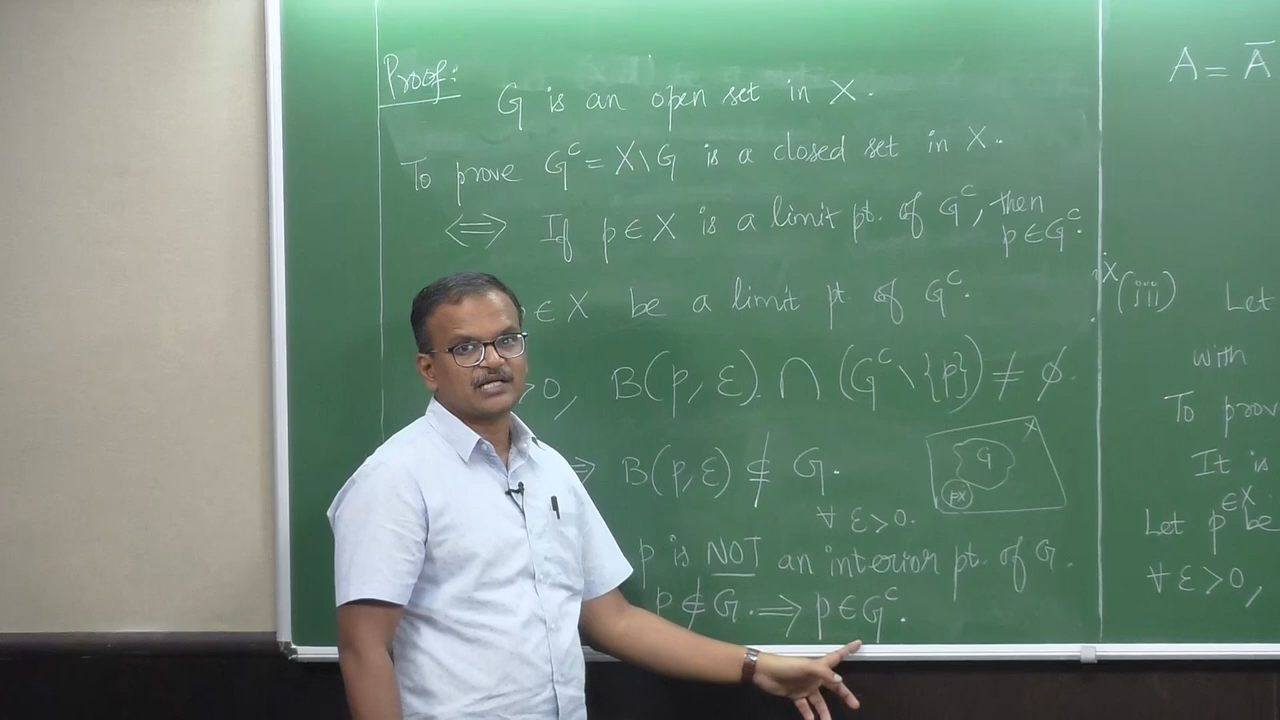 Proof: G is an open set in X.
To prove G^c = X\G is a closed set in X.
⟺ If p ∈ X is a limit pt. of G^c, then
p ∈ G^c.
∈ X be a limit pt of G^c.
>0, B(p, ε) ∩ (G^c \ {p}) ≠ ϕ.
⟹ B(p, ε) ⊄ G.
∀ ε>0.
p is NOT an interior pt. of G.
p ∉ G. ⟹ p ∈ G^c.
X
G
px
A = A̅
X
(iii) Let
with
To prov
It is
∈X
Let p be
∀ ε>0,